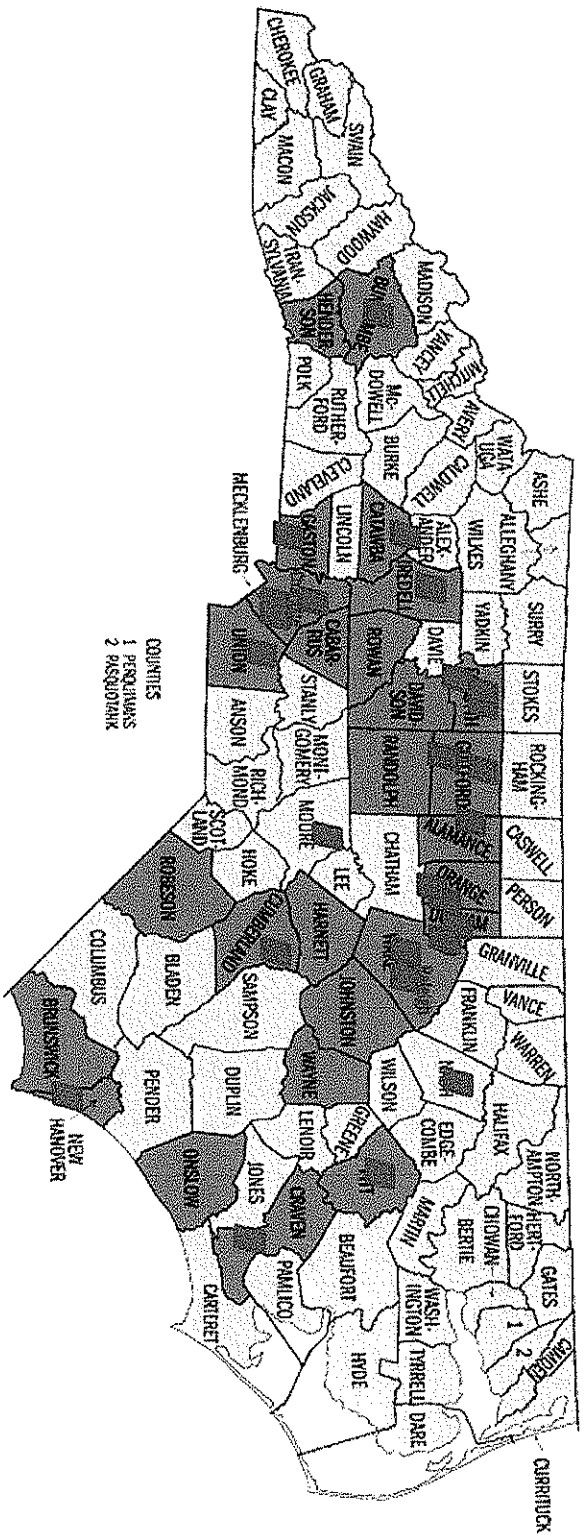 CHEROKEE
GRAHAM
CLAY
MACON
SWAIN
JACKSON
HAYWOOD
TRAN-
SYLVANIA
MADISON
HENDER
SON
YANCEY
MITCHELL
POLK
Mc-
DOWELL
RUTHER-
FORD
AVERY
BURKE
CLEVELAND
WATA
UGA
CALDWELL
ASHE
ALLEGHANY
WILKES
ALEX-
ANDER
CATAWBA
LINCOLN
GASTON
MECKLENBURG
IREDELL
SURRY
YADKIN
DAVIE
ROWAN
CABAR
RUS
UNION
STOKES
DAVID
SON
STANLY
ANSON
ROCKING-
HAM
GUILFORD
RANDOLPH
MONT-
GOMERY
RICH-
MOND
CASWELL
ALAMANCE
CHATHAM
MOORE
SCOT-
LAND
PERSON
ORANGE
LEE
HOKE
ROBESON
GRANVILLE
HARNETT
CUMBERLAND
VANCE
FRANKLIN
JOHNSTON
SAMPSON
BLADEN
COLUMBUS
BRUNSWICK
WARREN
WILSON
WAYNE
DUPLIN
PENDER
NEW
HANOVER
HALIFAX
EDGE
COMBE
GREENE
LENOIR
JONES
ONSLOW
NORTH-
AMPTON
HERT
FORD
BERTIE
MARTIN
CRAVEN
GATES
CHOWAN
WASH-
INGTON
BEAUFORT
PAMLICO
CARTERET
CAMDEN
1
2
TYRRELL
HYDE
DARE
CURRITUCK
COUNTIES
1 PERQUIMANS
2 PASQUOTANK